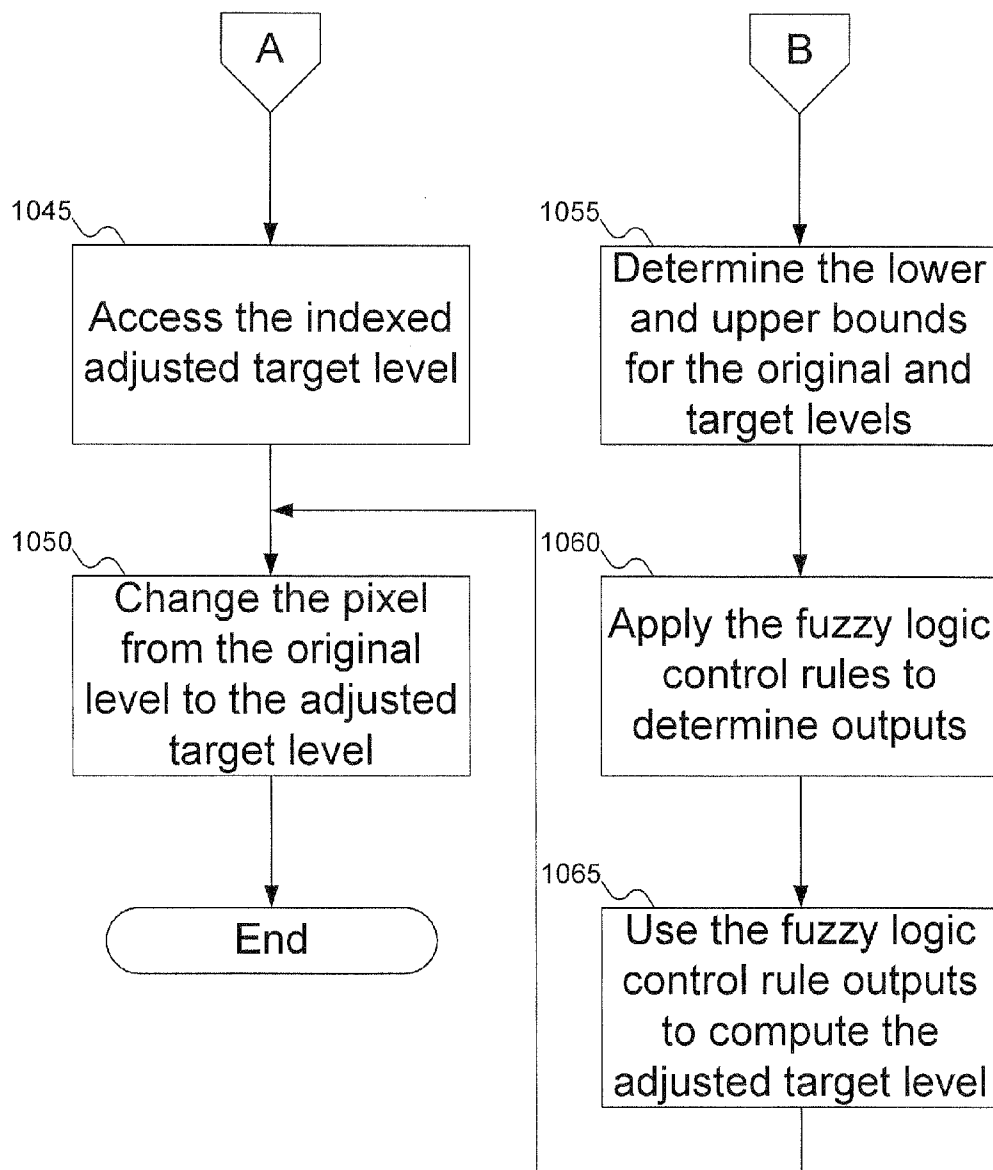 A
1045
Access the indexed
adjusted target level
1050
Change the pixel
from the original
level to the adjusted
target level
End
B
1055
Determine the lower
and upper bounds
for the original and
target levels
1060
Apply the fuzzy logic
control rules to
determine outputs
1065
Use the fuzzy logic
control rule outputs
to compute the
adjusted target level